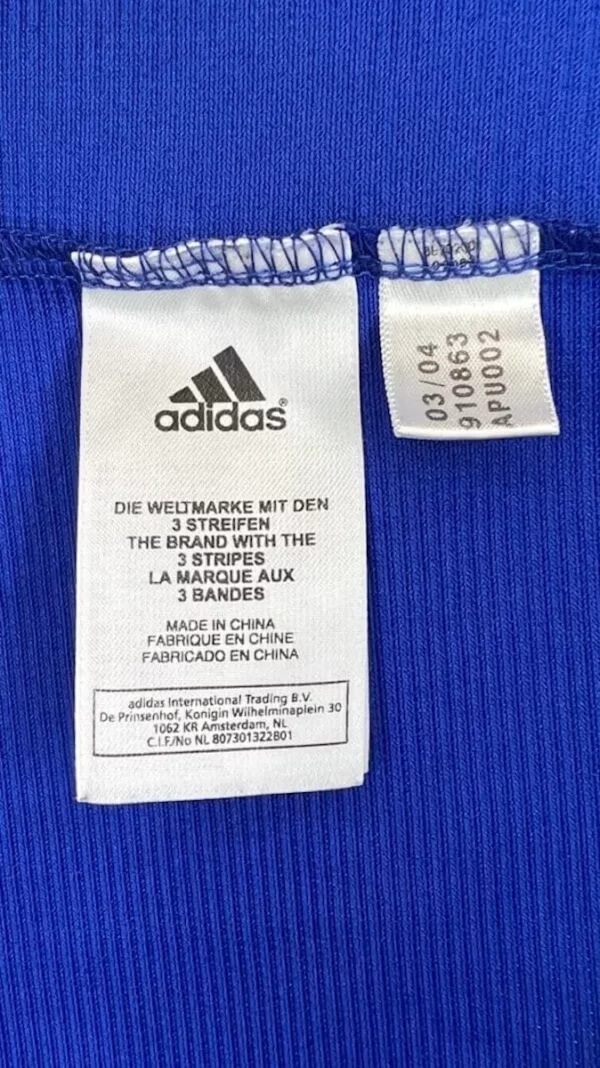 adidas®
DIE WELTMARKE MIT DEN
3 STREIFEN
THE BRAND WITH THE
3 STRIPES
LA MARQUE AUX
3 BANDES
MADE IN CHINA
FABRIQUE EN CHINE
FABRICADO EN CHINA
adidas International Trading B.V.
De Prinsenhof, Konigin Wilhelminaplein 30
1062 KR Amsterdam, NL
C.I.F/No NL 807301322B01
03/04
910863
APU002